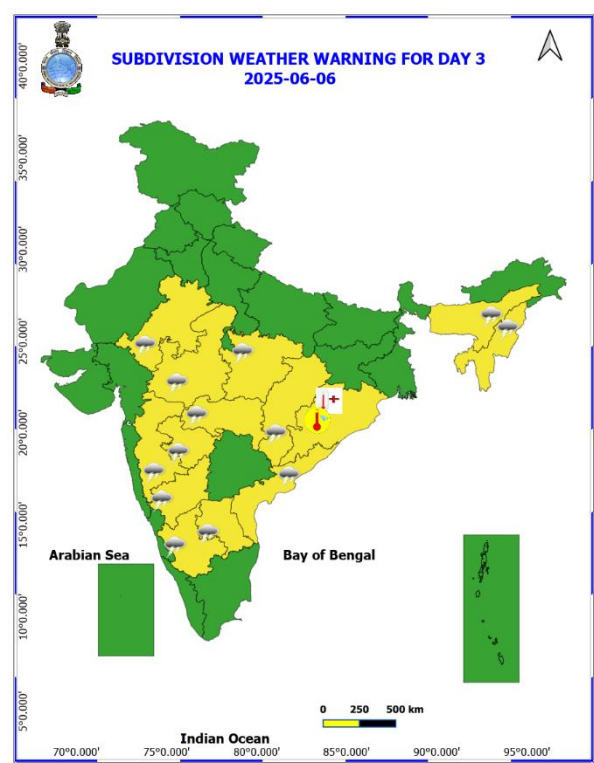 SUBDIVISION WEATHER WARNING FOR DAY 3
2025-06-06
40°0.000'
35°0.000'
30°0.000'
25°0.000'
20°0.000'
15°0.000'
10°0.000'
5°0.000'
Arabian Sea
Bay of Bengal
0 250 500 km
Indian Ocean
70°0.000' 75°0.000' 80°0.000' 85°0.000' 90°0.000' 95°0.000'